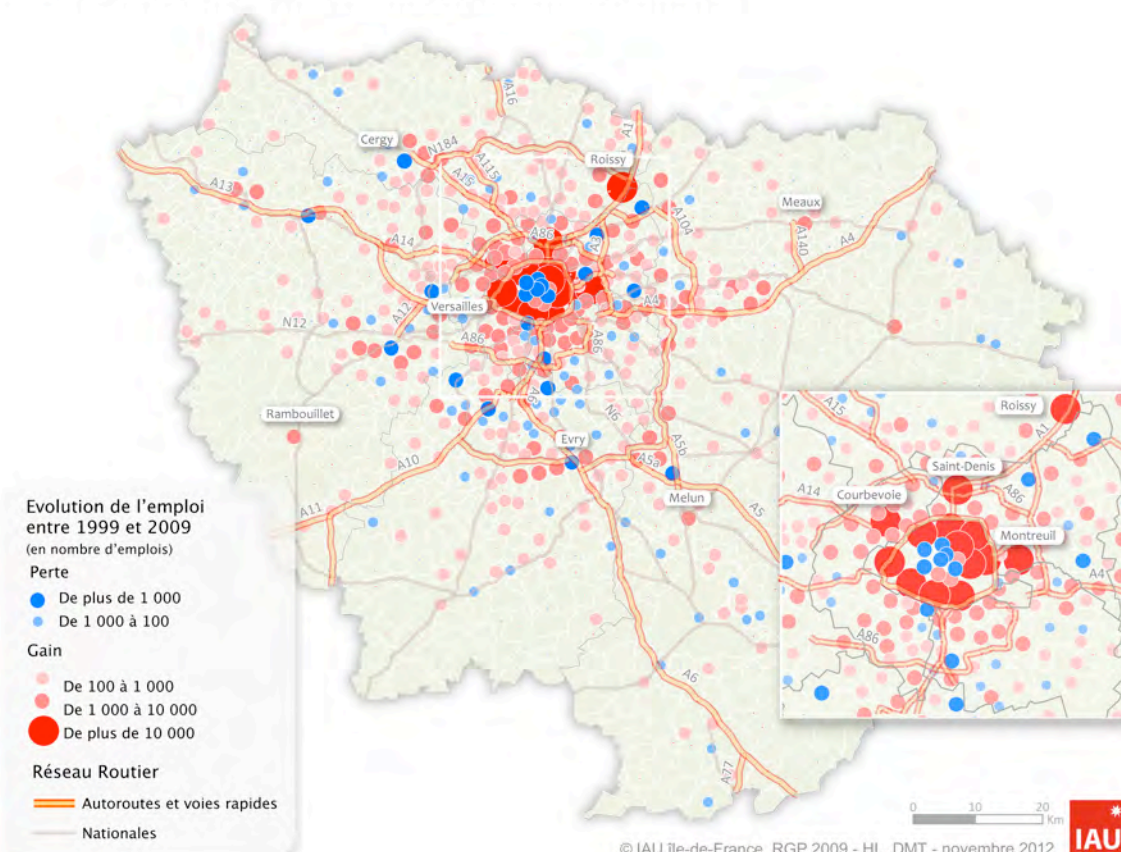 A16
A1
Cergy
N184
Roissy
A115
A15
A13
Meaux
A104
A86
A3
A140
A4
A14
A12
Versailles
A4
N12
A86
A86
Roissy
A15
A1
Rambouillet
A6
N6
Evry
Saint-Denis
A5b
A10
A5a
A14
A86
Courbevoie
Melun
A11
A5
Montreuil
A4
A86
A6
A77
Evolution de l'emploi
entre 1999 et 2009
(en nombre d'emplois)
Perte
De plus de 1 000
De 1 000 à 100
Gain
De 100 à 1 000
De 1 000 à 10 000
De plus de 10 000
Réseau Routier
Autoroutes et voies rapides
Nationales
0 10 20
Km
IAU
© IAU île-de-France, RGP 2009 - HL, DMT - novembre 2012